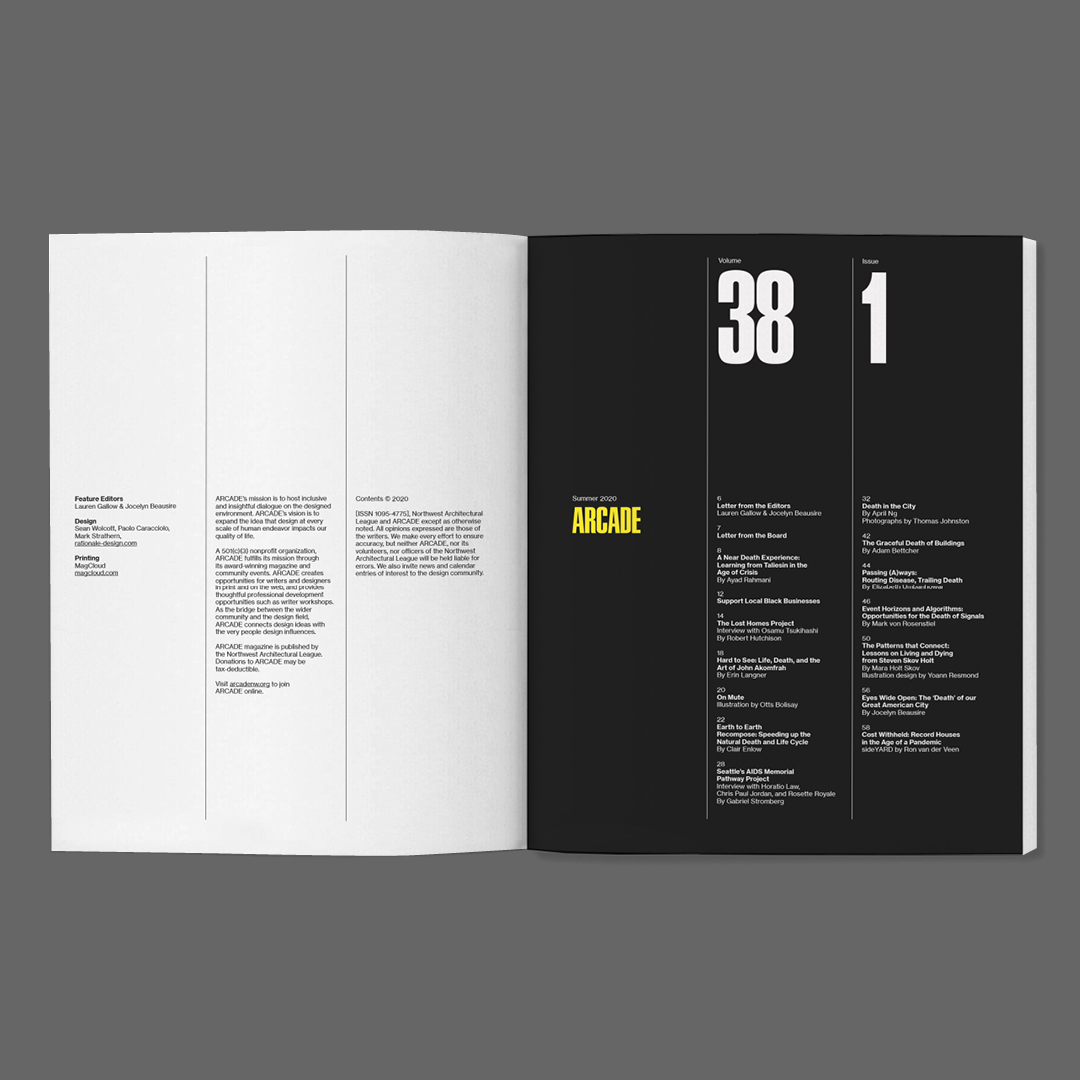 Feature Editors
Lauren Gallow & Jocelyn Beausire
Design
Sean Wolcott, Paolo Caracciolo,
Mark Strathern,
rationale-design.com
Printing
MagCloud
magcloud.com
ARCADE's mission is to host inclusive
and insightful dialogue on the designed
environment. ARCADE's vision is to
expand the idea that design at every
scale of human endeavor impacts our
quality of life.
A 501(c)(3) nonprofit organization,
ARCADE fulfills its mission through
its award-winning magazine and
community events. ARCADE creates
opportunities for writers and designers
in print and on the web, and provides
thoughtful professional development
opportunities such as writer workshops.
As the bridge between the wider
community and the design field,
ARCADE connects design ideas with
the very people design influences.
ARCADE magazine is published by
the Northwest Architectural League.
Donations to ARCADE may be
tax-deductible.
Visit arcadenw.org to join
ARCADE online.
Contents © 2020
[ISSN 1095-4775], Northwest Architectural
League and ARCADE except as otherwise
noted. All opinions expressed are those of
the writers. We make every effort to ensure
accuracy, but neither ARCADE, nor its
volunteers, nor officers of the Northwest
Architectural League will be held liable for
errors. We also invite news and calendar
entries of interest to the design community.
Summer 2020
ARCADE
Volume
38
6
Letter from the Editors
Lauren Gallow & Jocelyn Beausire
7
Letter from the Board
8
A Near Death Experience:
Learning from Taliesin in the
Age of Crisis
By Ayad Rahmani
12
Support Local Black Businesses
14
The Lost Homes Project
Interview with Osamu Tsukihashi
By Robert Hutchison
18
Hard to See: Life, Death, and the
Art of John Akomfrah
By Erin Langner
20
On Mute
Illustration by Otts Bolisay
22
Earth to Earth
Recompose: Speeding up the
Natural Death and Life Cycle
By Clair Enlow
28
Seattle's AIDS Memorial
Pathway Project
Interview with Horatio Law,
Chris Paul Jordan, and Rosette Royale
By Gabriel Stromberg
Issue
1
32
Death in the City
By April Ng
Photographs by Thomas Johnston
42
The Graceful Death of Buildings
By Adam Bettcher
44
Passing (A)ways:
Routing Disease, Trailing Death
By
46
Event Horizons and Algorithms:
Opportunities for the Death of Signals
By Mark von Rosenstiel
50
The Patterns that Connect:
Lessons on Living and Dying
from Steven Skov Holt
By Mara Holt Skov
Illustration design by Yoann Resmond
56
Eyes Wide Open: The ‘Death’ of our
Great American City
By Jocelyn Beausire
58
Cost Withheld: Record Houses
in the Age of a Pandemic
sideYARD by Ron van der Veen